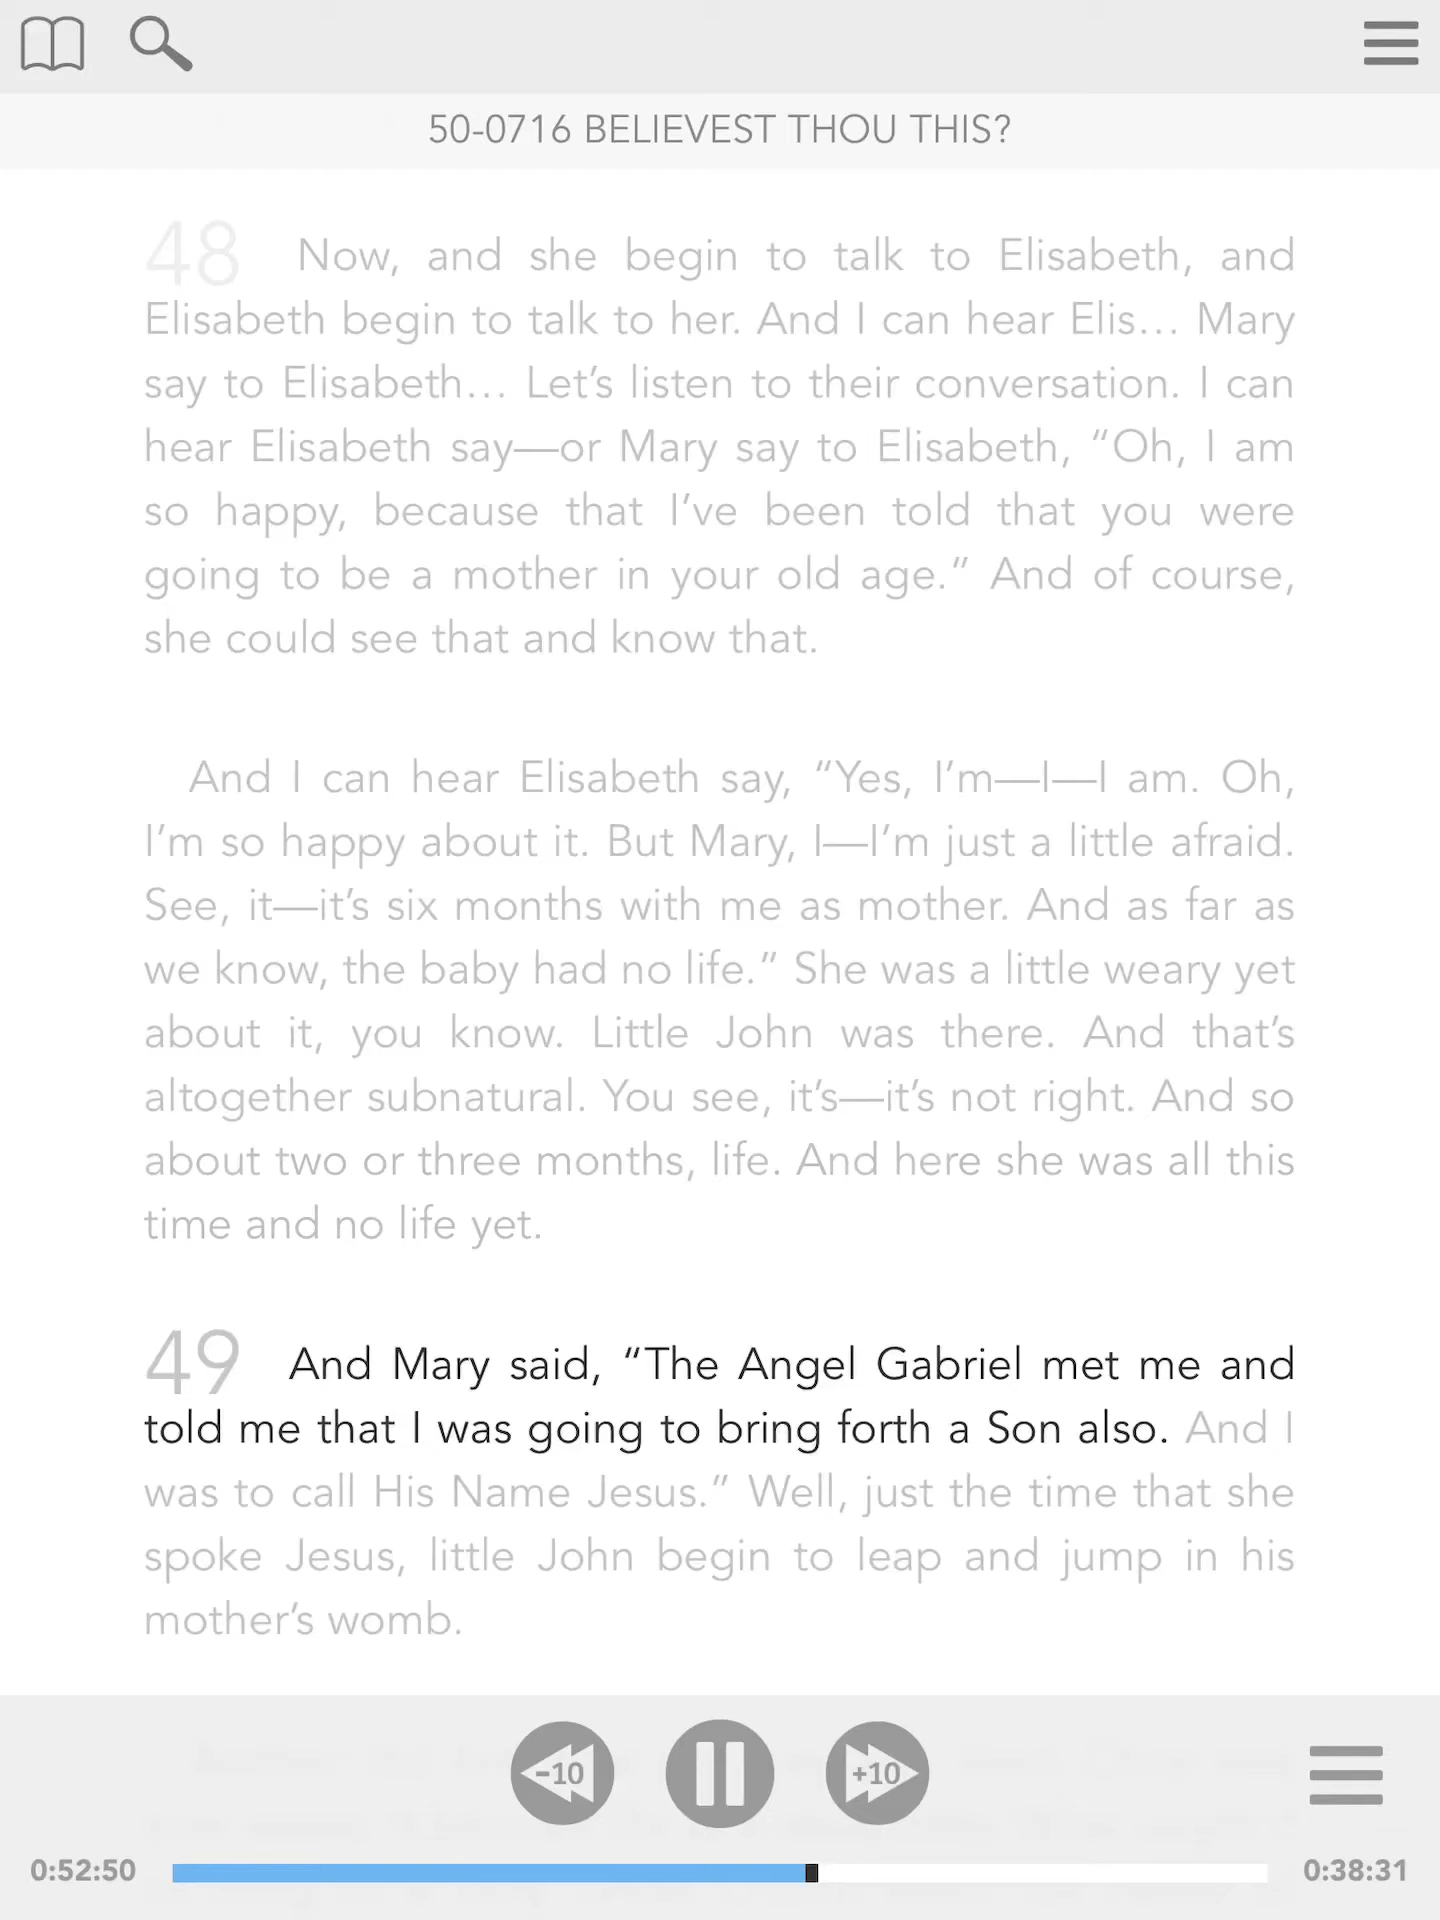 50-0716 BELIEVEST THOU THIS?
48 Now, and she begin to talk to Elisabeth, and
Elisabeth begin to talk to her. And I can hear Elis… Mary
say to Elisabeth… Let’s listen to their conversation. I can
hear Elisabeth say—or Mary say to Elisabeth, “Oh, I am
so happy, because that I’ve been told that you were
going to be a mother in your old age.” And of course,
she could see that and know that.
And I can hear Elisabeth say, “Yes, I’m—I—I am. Oh,
I’m so happy about it. But Mary, I—I’m just a little afraid.
See, it—it’s six months with me as mother. And as far as
we know, the baby had no life.” She was a little weary yet
about it, you know. Little John was there. And that’s
altogether subnatural. You see, it’s—it’s not right. And so
about two or three months, life. And here she was all this
time and no life yet.
49 And Mary said, “The Angel Gabriel met me and
told me that I was going to bring forth a Son also. And I
was to call His Name Jesus.” Well, just the time that she
spoke Jesus, little John begin to leap and jump in his
mother’s womb.
-10 +10
0:52:50 0:38:31